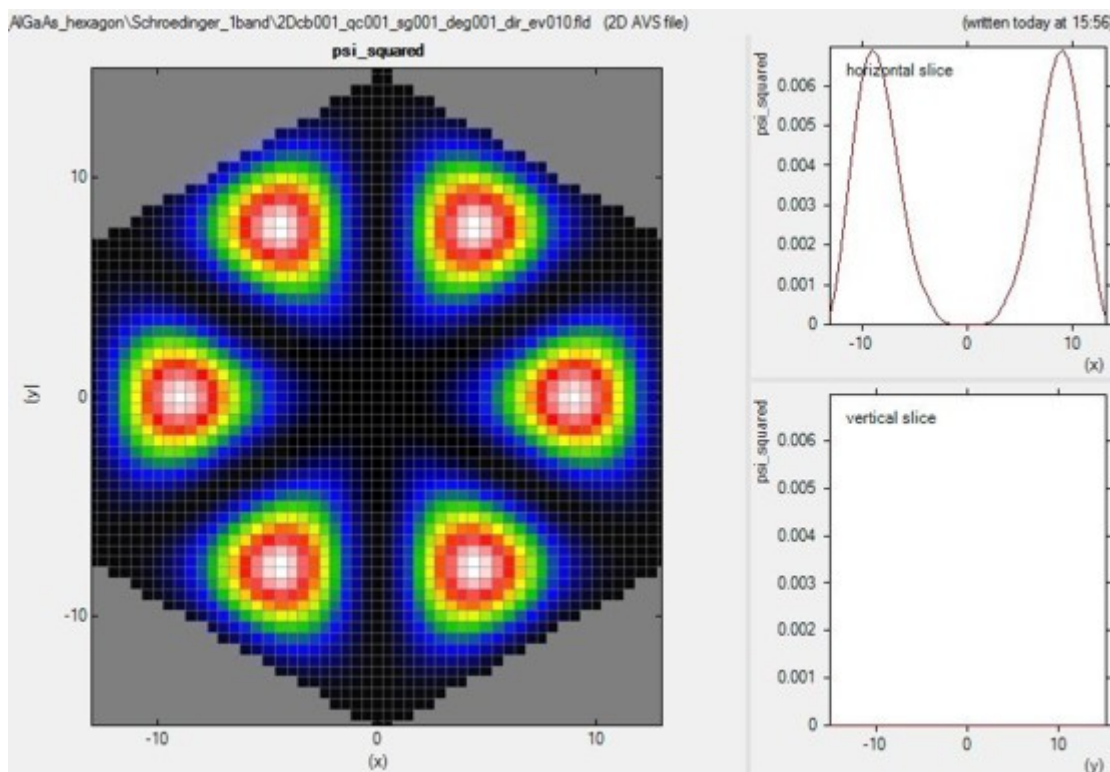 AlGaAs_hexagon\Schroedinger_1band\2Dcb001_qc001_sg001_deg001_dir_ev010.fld (2D AVS file)
(written today at 15:56
psi_squared
10
0
-10
(y)
-10
0
10
(x)
horizontal slice
psi_squared
0.006
0.005
0.004
0.003
0.002
0.001
0
-10
0
10
(x)
vertical slice
psi_squared
0.006
0.005
0.004
0.003
0.002
0.001
0
-10
0
10
(y)